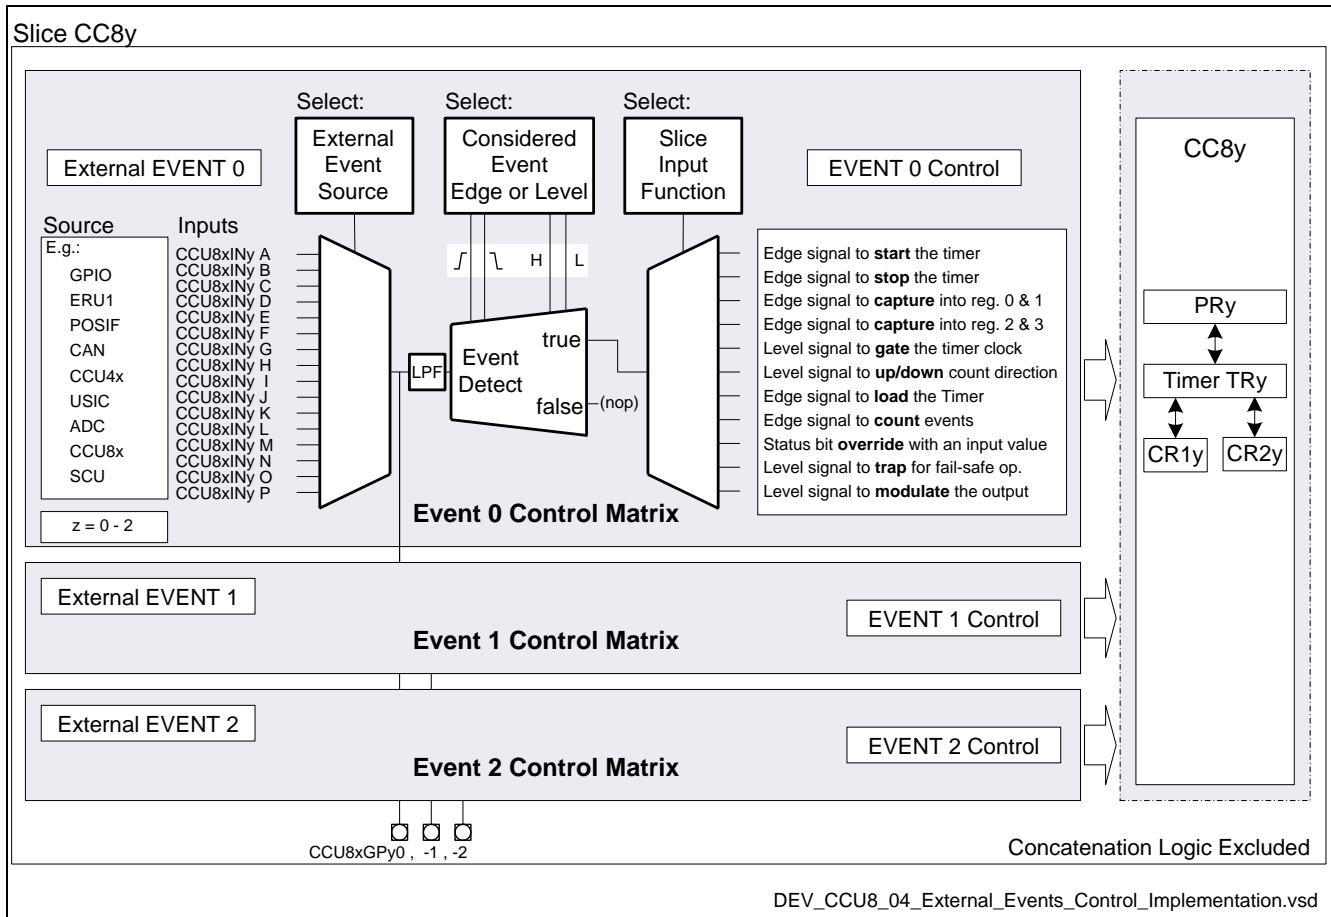 Slice CC8y
Select:
Select:
Select:
External
Event
Source
Considered
Event
Edge or Level
Slice
Input
Function
CC8y
External EVENT 0
EVENT 0 Control
Source
Inputs
E.g.:
GPIO
ERU1
POSIF
CAN
CCU4x
USIC
ADC
CCU8x
SCU
z = 0 - 2
CCU8xINy A
CCU8xINy B
CCU8xINy C
CCU8xINy D
CCU8xINy E
CCU8xINy F
CCU8xINy G
CCU8xINy H
CCU8xINy I
CCU8xINy J
CCU8xINy K
CCU8xINy L
CCU8xINy M
CCU8xINy N
CCU8xINy O
CCU8xINy P
H
L
LPF
Event
Detect
true
false
(nop)
Edge signal to start the timer
Edge signal to stop the timer
Edge signal to capture into reg. 0 & 1
Edge signal to capture into reg. 2 & 3
Level signal to gate the timer clock
Level signal to up/down count direction
Edge signal to load the Timer
Edge signal to count events
Status bit override with an input value
Level signal to trap for fail-safe op.
Level signal to modulate the output
PRy
Timer TRy
CR1y
CR2y
Event 0 Control Matrix
External EVENT 1
EVENT 1 Control
Event 1 Control Matrix
External EVENT 2
EVENT 2 Control
Event 2 Control Matrix
CCU8xGPy0 , -1 , -2
Concatenation Logic Excluded
DEV_CCU8_04_External_Events_Control_Implementation.vsd